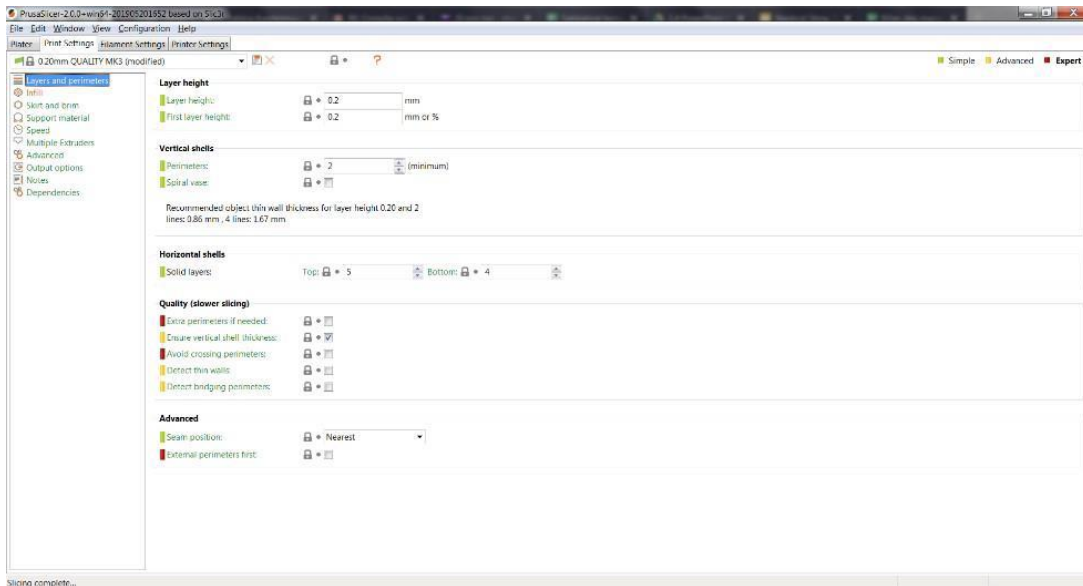 PrusaSlicer-2.0.0+win64-201905201652 based on Slic3r
File Edit Window View Configuration Help
Plater Print Settings Filament Settings Printer Settings
0.20mm QUALITY MK3 (modified) ? Simple Advanced Expert
Layers and perimeters
Infill
Skirt and brim
Support material
Speed
Multiple Extruders
Advanced
Output options
Notes
Dependencies
Layer height
Layer height: 0.2 mm
First layer height: 0.2 mm or %
Vertical shells
Perimeters: 2 (minimum)
Spiral vase:
Recommended object thin wall thickness for layer height 0.20 and 2
lines: 0.86 mm , 4 lines: 1.67 mm
Horizontal shells
Solid layers: Top: 5 Bottom: 4
Quality (slower slicing)
Extra perimeters if needed:
Ensure vertical shell thickness:
Avoid crossing perimeters:
Detect thin walls:
Detect bridging perimeters:
Advanced
Seam position: Nearest
External perimeters first:
Slicing complete...